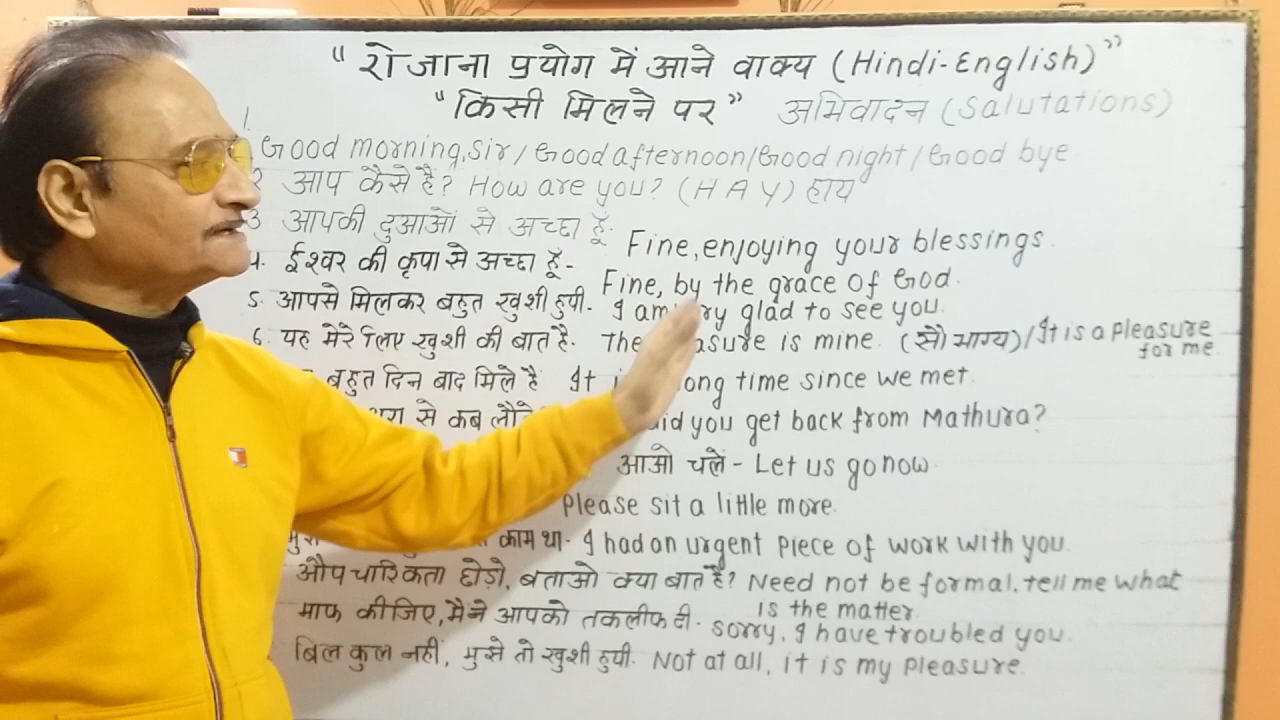 "रोजाना प्रयोग में आने वाक्य (Hindi-English)"
"किसी मिलने पर" अभिवादन (Salutations)
1.
Good morning, sir / Good afternoon / Good night / Good bye
2 आप कैसे हैं? How are you? (H A Y) हाय
3 आपकी दुआओं से अच्छा हूँ. Fine, enjoying your blessings
4. ईश्वर की कृपा से अच्छा हूँ- Fine, by the grace of God.
5. आपसे मिलकर बहुत खुशी हुयी. I am glad to see you.
6. यह मेरे लिए खुशी की बात है. The is mine. (सौभाग्य) / It is a pleasure for me.
बहुत दिन बाद मिले है It time since we met.
से कब लौटे you get back from Mathura?
आओ चलें - Let us go now.
Please sit a little more.
काम था- I had an urgent piece of work with you.
औपचारिकता छोड़ो, बताओ क्या बात है? Need not be formal. tell me what is the matter.
माफ कीजिए, मैने आपको तकलीफ दी. sorry, I have troubled you.
बिल कुल नहीं, मुझे तो खुशी हुयी. Not at all, it is my pleasure.